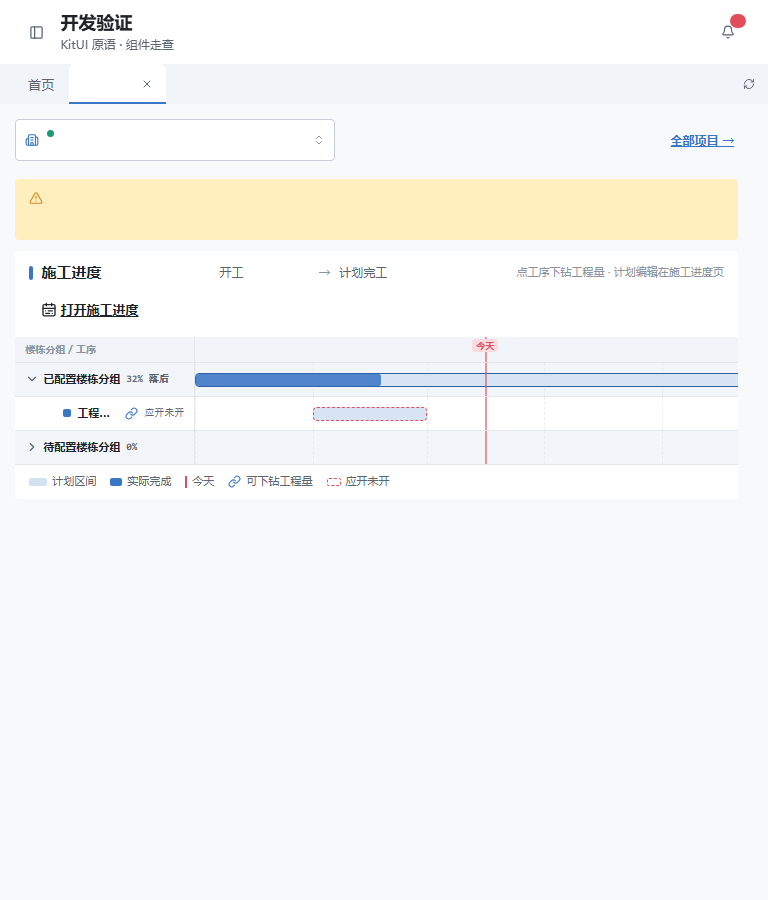 开发验证
KitUI 原语 · 组件走查
首页
全部项目 →
施工进度 开工 → 计划完工 点工序下钻工程量 · 计划编辑在施工进度页
打开施工进度
楼栋分组 / 工序 今天
已配置楼栋分组 32% 落后
工程... 应开未开
待配置楼栋分组 0%
计划区间 实际完成 今天 可下钻工程量 应开未开